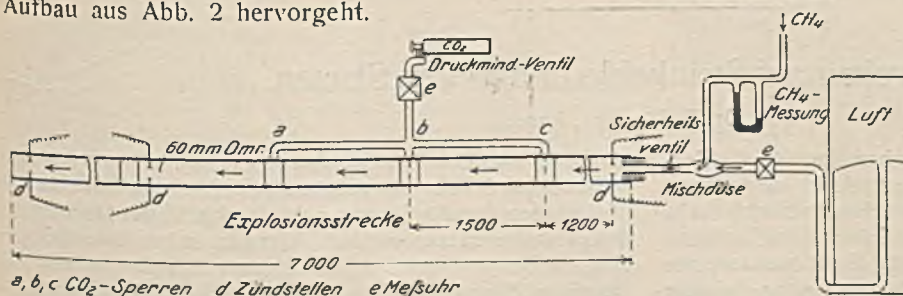 Aufbau aus Abb. 2 hervorgeht.
CH₄
CO₂
Druckmind.-Ventil
e
CH₄-
Messung
Luft
Sicherheits
ventil
a
b
c
60 mm Dmr.
d
d
d
Mischdüse
e
Explosionsstrecke
1500
1200
7000
a, b, c CO₂-Sperren d Zündstellen e Meßuhr